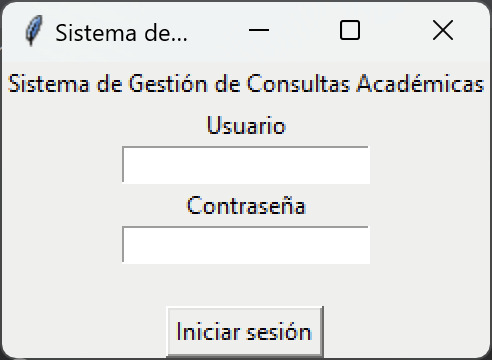 Sistema de...
Sistema de Gestión de Consultas Académicas
Usuario
Contraseña
Iniciar sesión